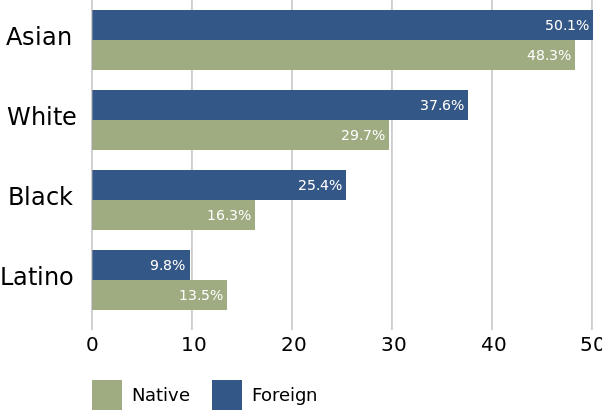 Asian
50.1%
48.3%
White
37.6%
29.7%
Black
25.4%
16.3%
Latino
9.8%
13.5%
0 10 20 30 40 50
Native Foreign